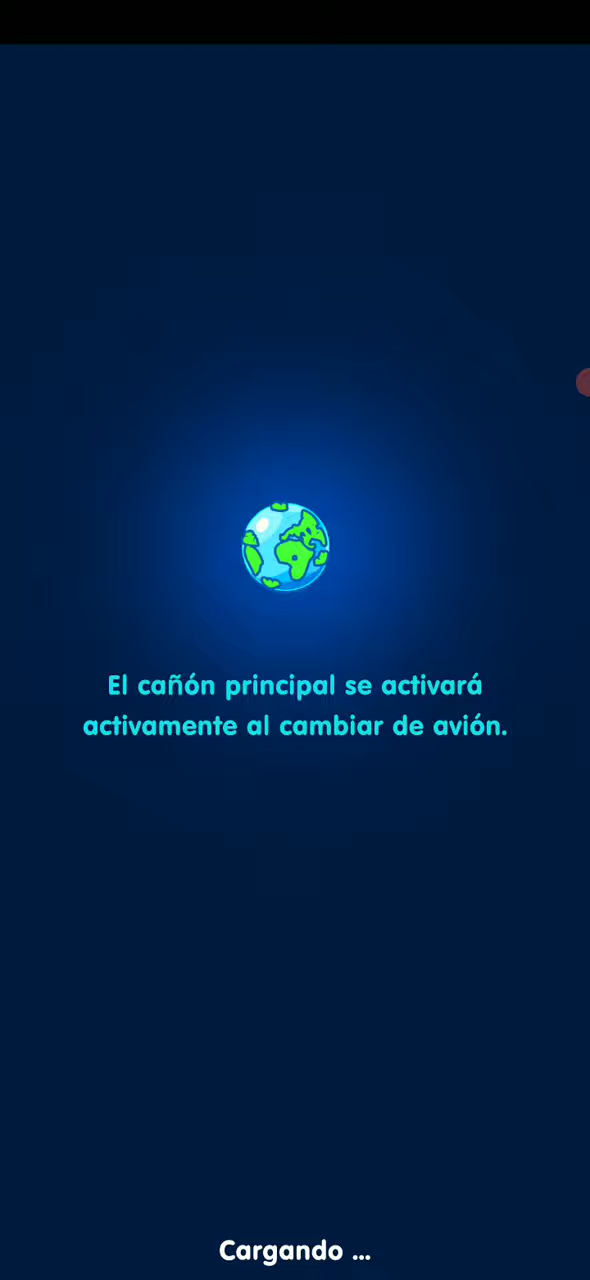 El cañón principal se activará
activamente al cambiar de avión.
Cargando ...